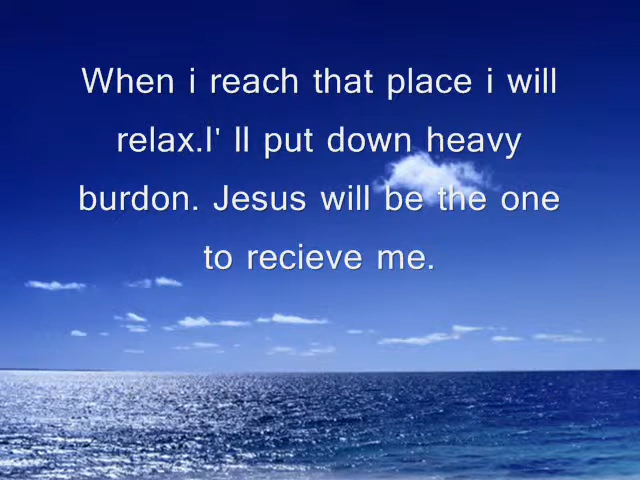 When i reach that place i will
relax.I' ll put down heavy
burdon. Jesus will be the one
to recieve me.